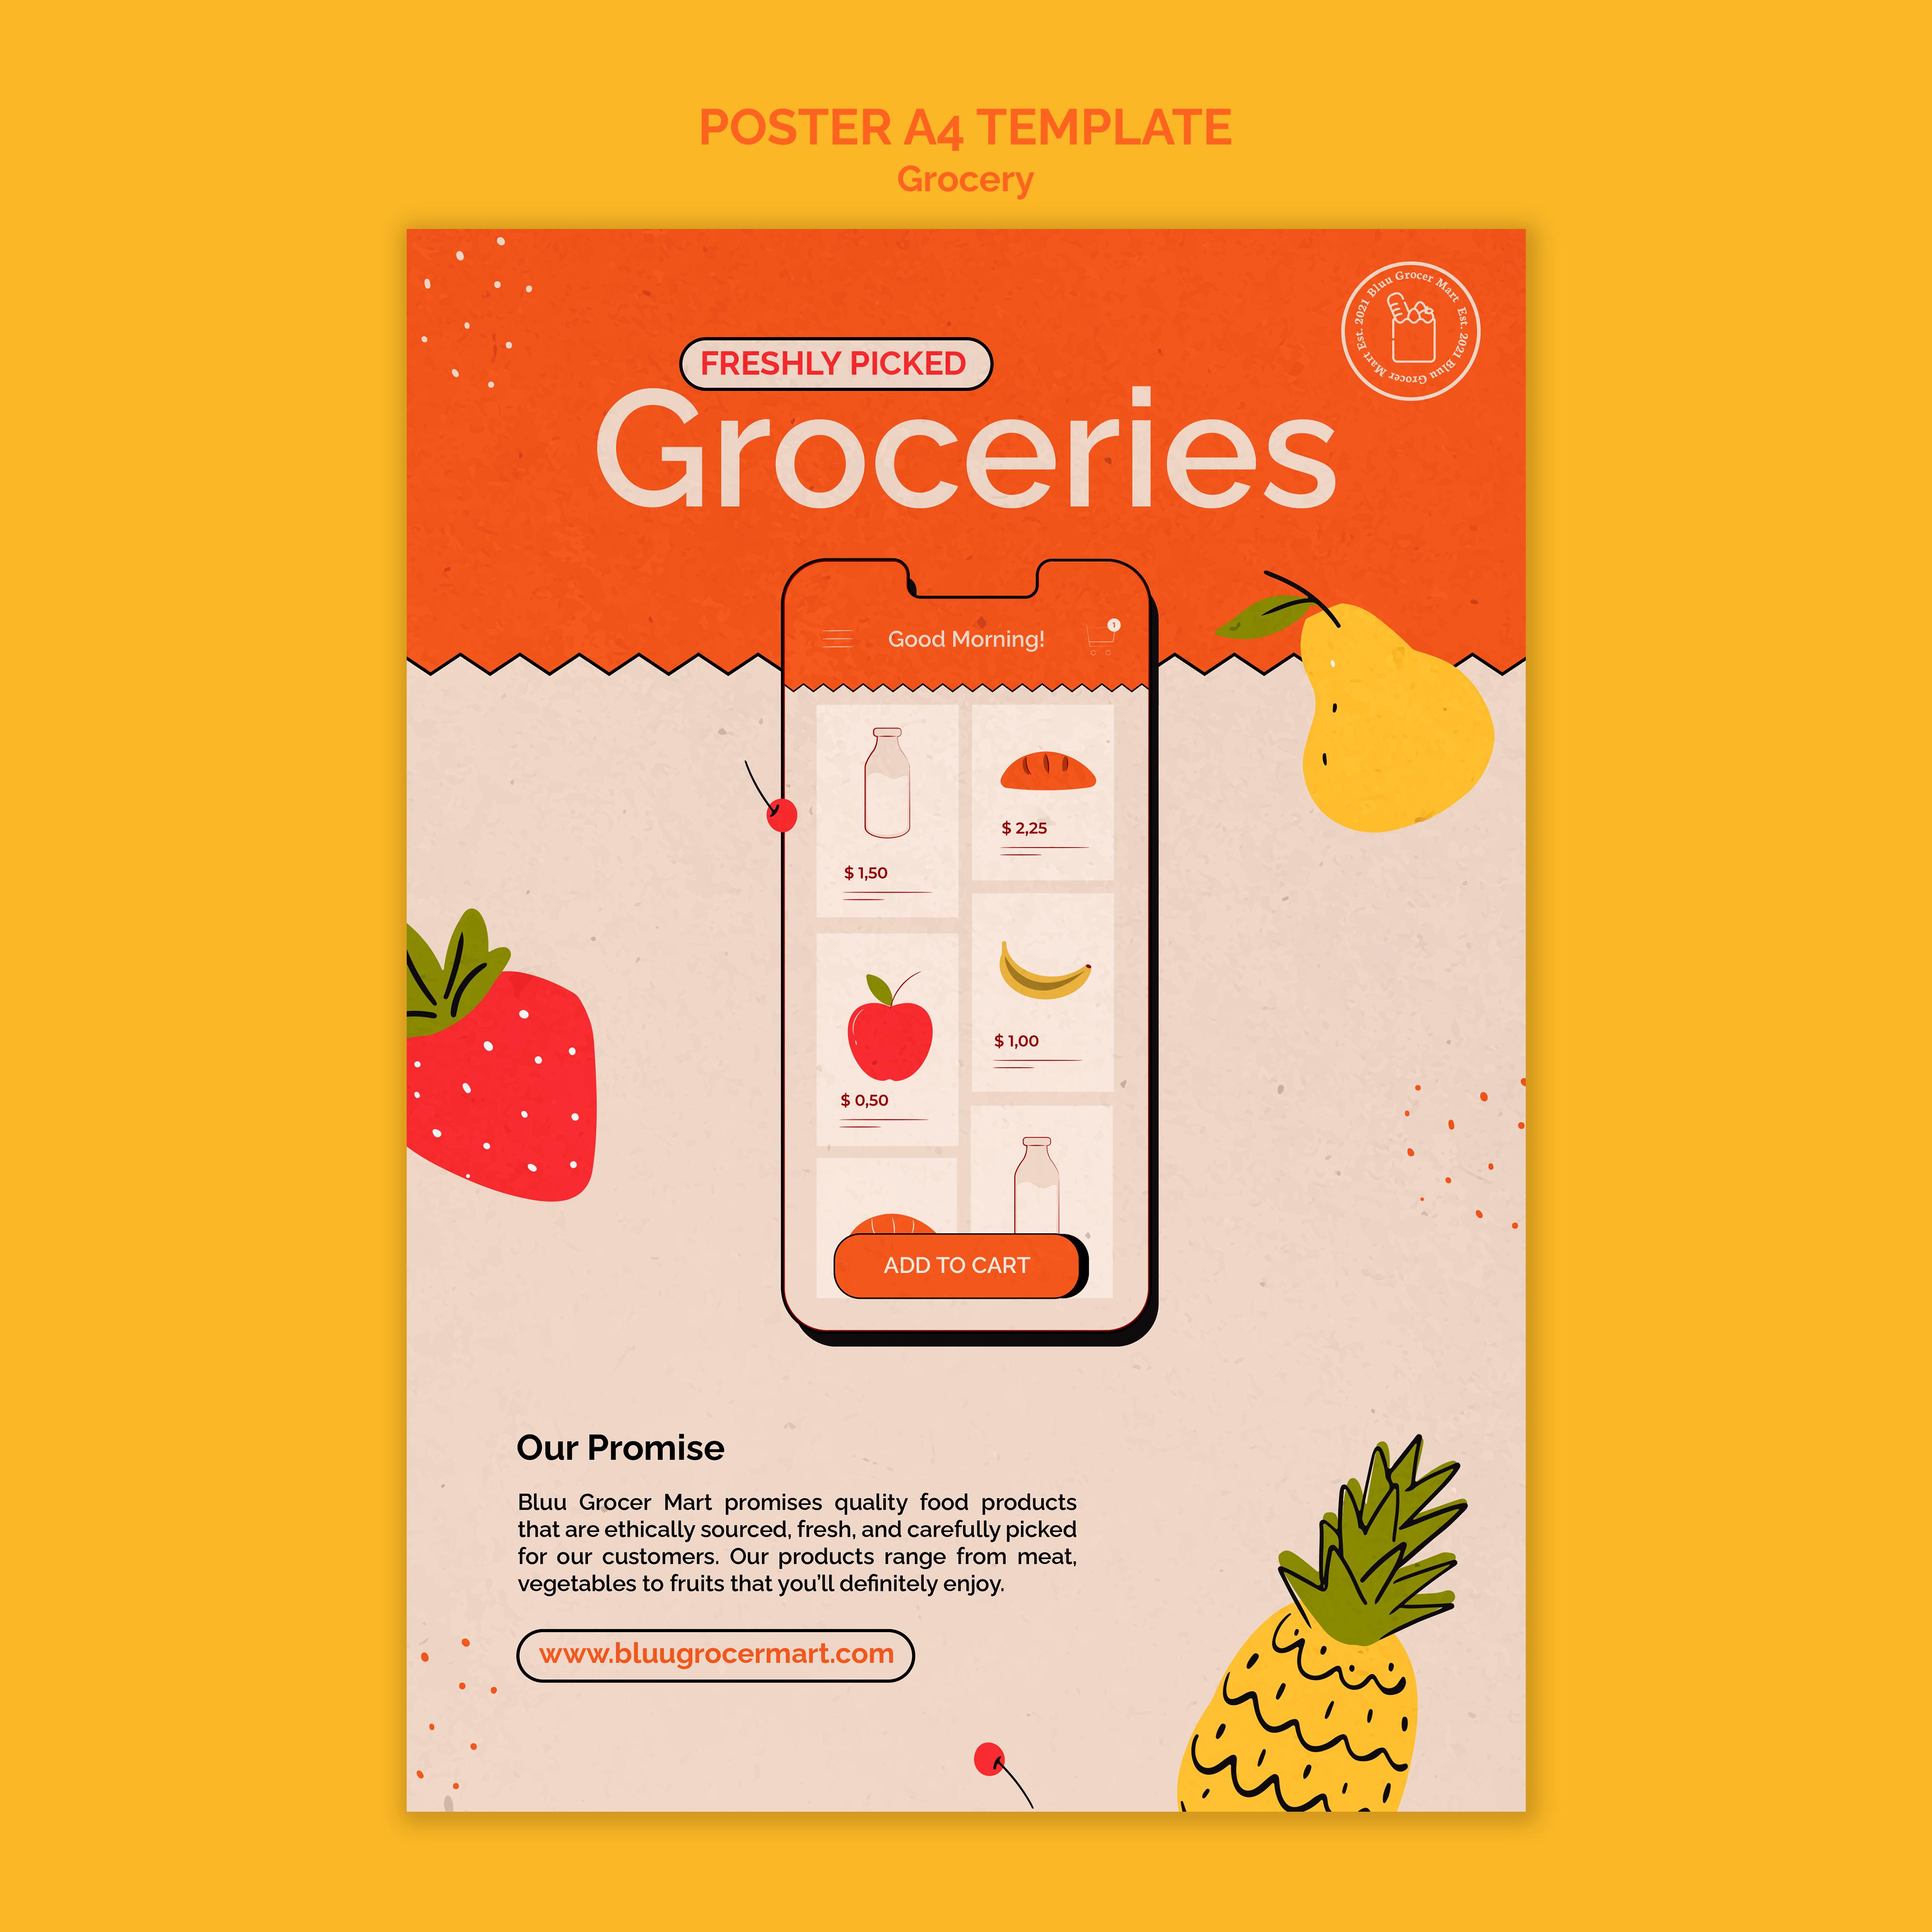 POSTER A4 TEMPLATE
Grocery
Bluu Grocer Mart Est. 2021 Bluu Grocer Mart Est. 2021
FRESHLY PICKED
Groceries
Good Morning!
1
$ 1,50
$ 2,25
$ 0,50
$ 1,00
ADD TO CART
Our Promise
Bluu Grocer Mart promises quality food products
that are ethically sourced, fresh, and carefully picked
for our customers. Our products range from meat,
vegetables to fruits that you’ll definitely enjoy.
www.bluugrocermart.com